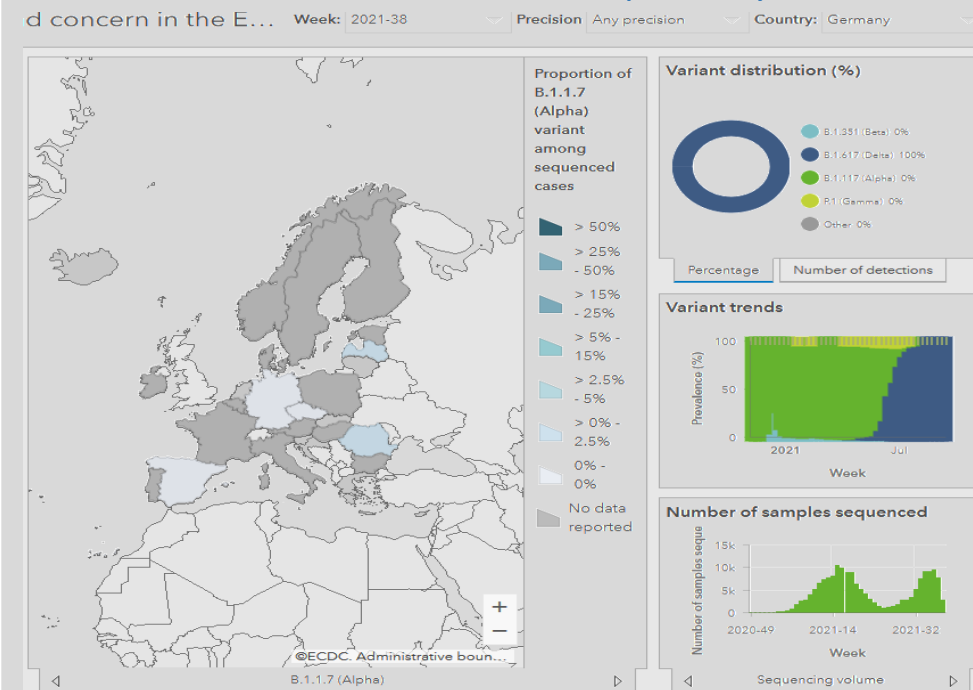 d concern in the E...
Week: 2021-38
Precision Any precision
Country: Germany
Proportion of
B.1.1.7
(Alpha)
variant
among
sequenced
cases
> 50%
> 25%
- 50%
> 15%
- 25%
> 5% -
15%
> 2.5%
- 5%
> 0% -
2.5%
0% -
0%
No data
reported
+
−
©ECDC. Administrative boun...
B.1.1.7 (Alpha)
Variant distribution (%)
B.1.351 (Beta) 0%
B.1.617 (Delta) 100%
B.1.117 (Alpha) 0%
P.1 (Gamma) 0%
Other 0%
Percentage
Number of detections
Variant trends
Prevalence (%)
100
50
0
2021
Jul
Week
Number of samples sequenced
Number of samples seque
15k
10k
5k
0
2020-49
2021-14
2021-32
Week
Sequencing volume